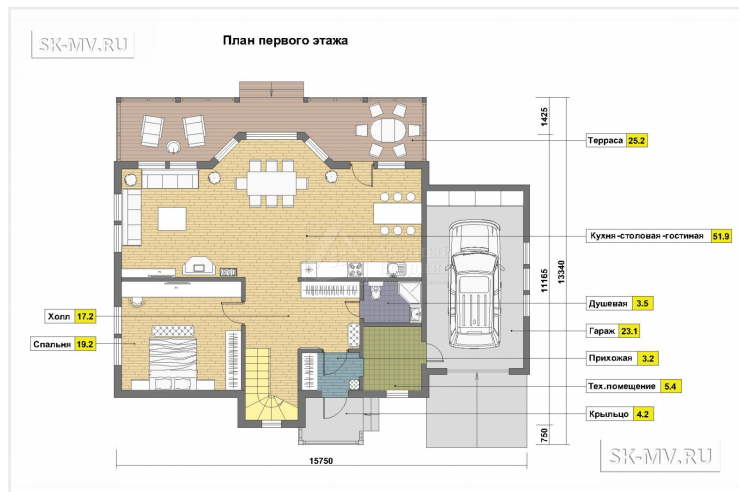 SK-MV.RU
План первого этажа
1425
Терраса 25.2
Кухня-столовая-гостиная 51.9
11165
13340
Душевая 3.5
Холл 17.2
Гараж 23.1
Спальня 19.2
Прихожая 3.2
Тех.помещение 5.4
Крыльцо 4.2
750
15750
SK-MV.RU